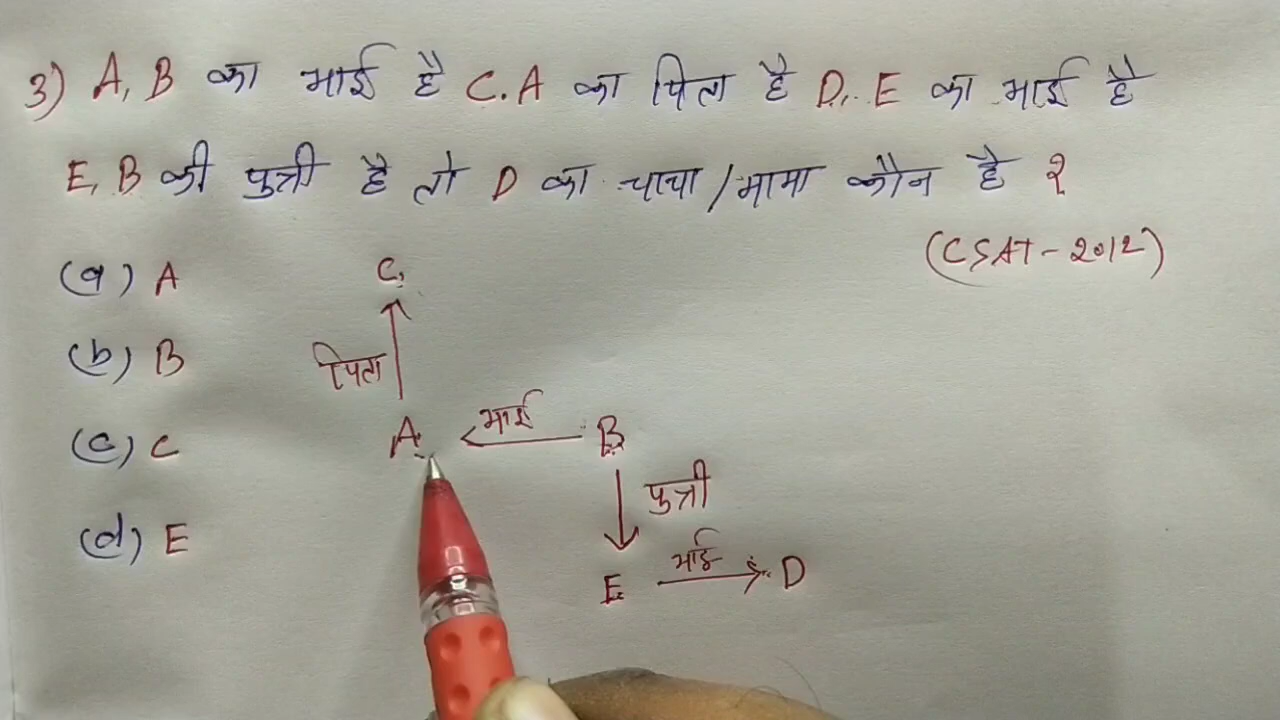 3) A, B का भाई है C. A का पिता है D, E का भाई है
E, B की पुत्री है तो D का चाचा/मामा कौन है ?
(CSAT-2012)
(a) A
(b) B
(c) C
(d) E
C
पिता
A भाई B
पुत्री
E भाई D